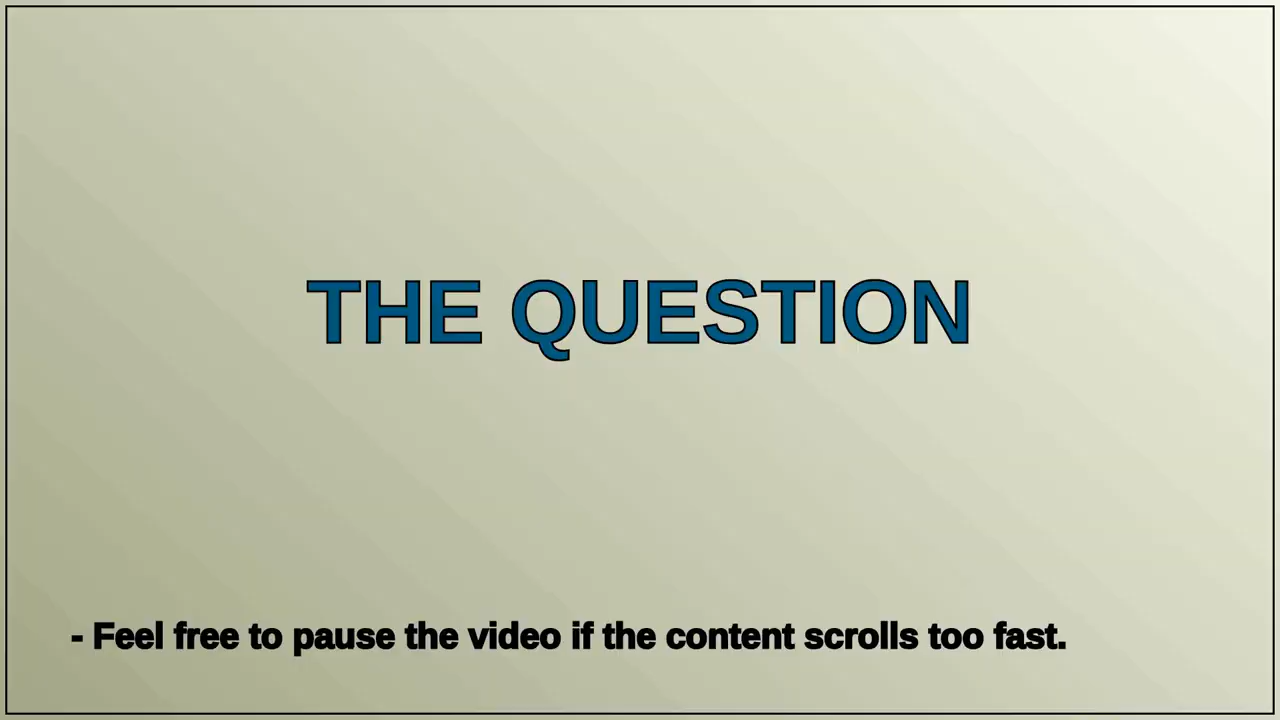 THE QUESTION
- Feel free to pause the video if the content scrolls too fast.